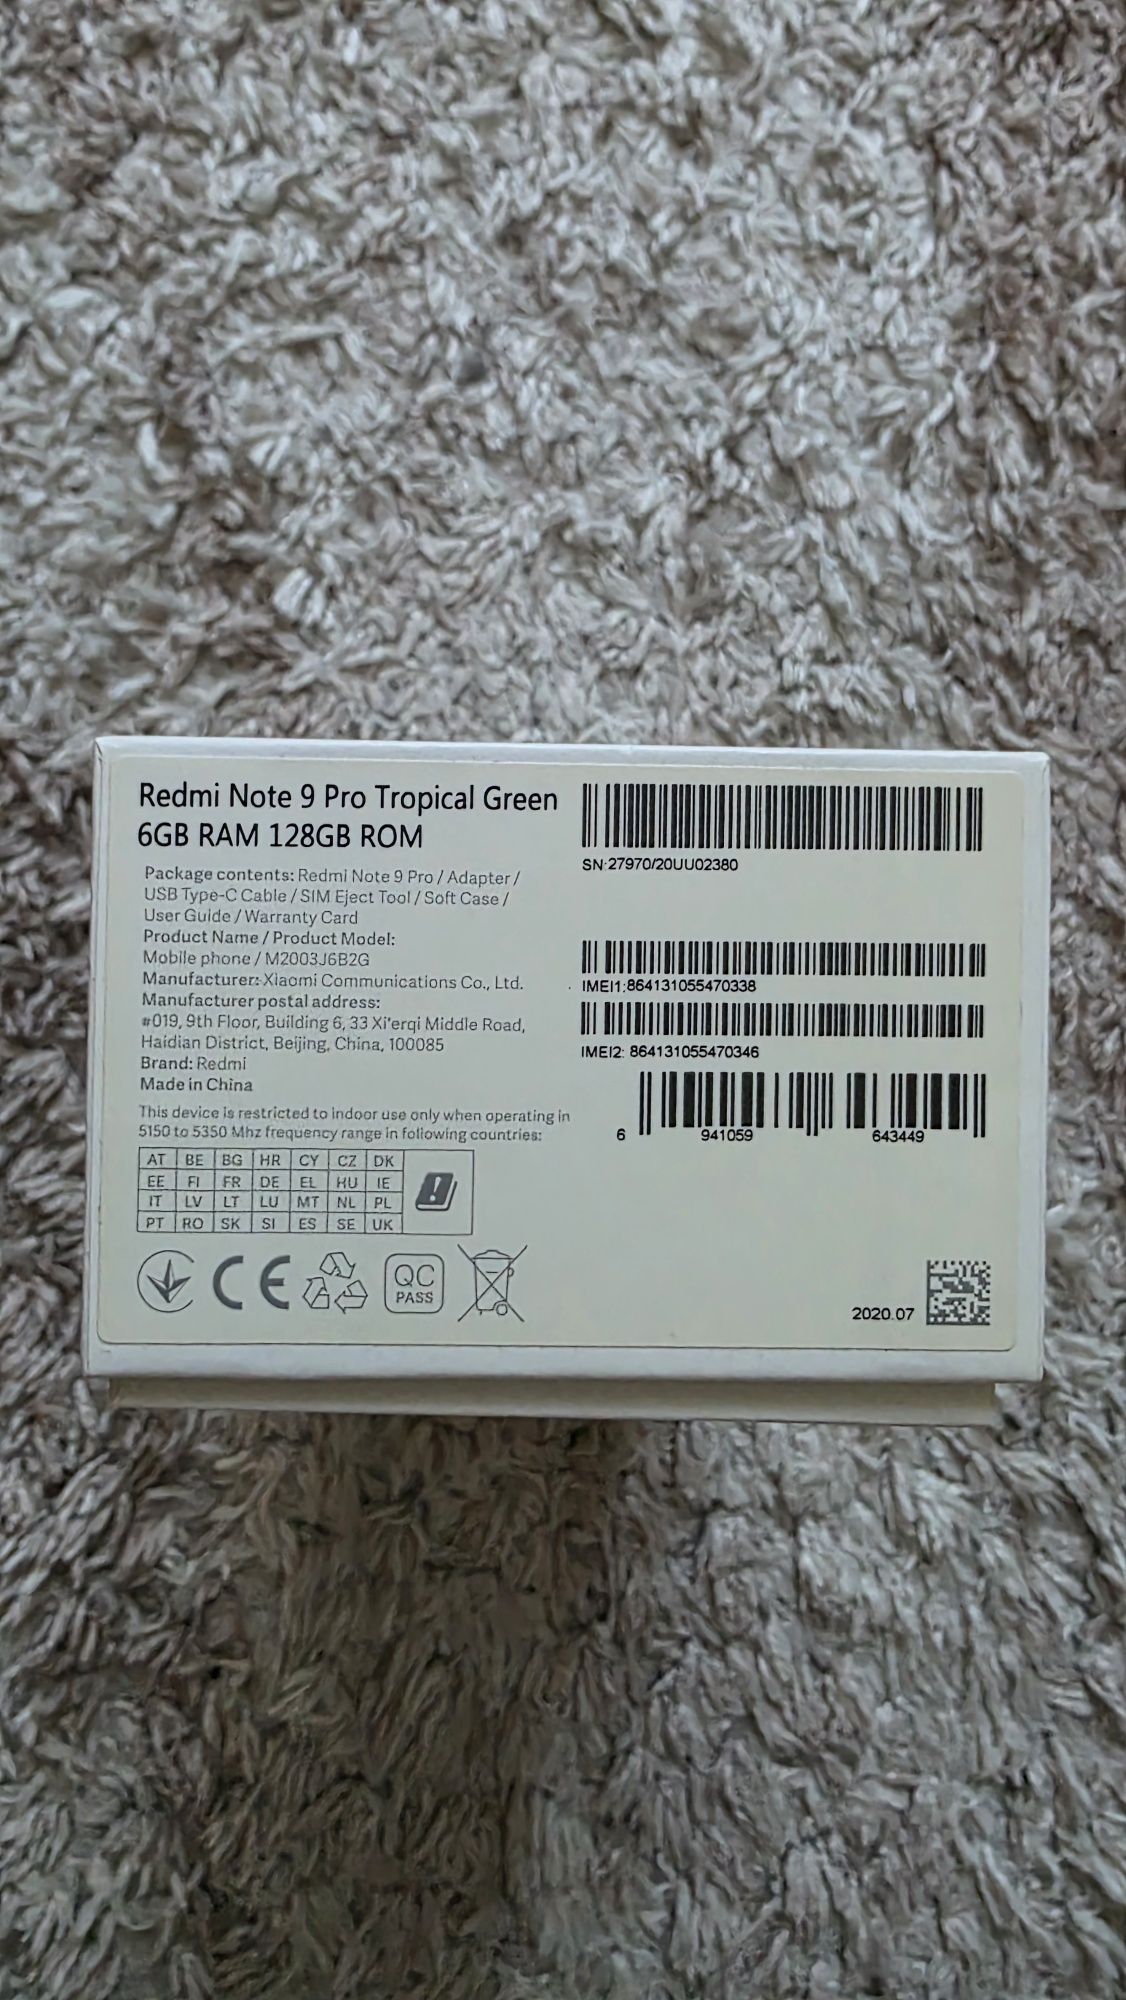 Redmi Note 9 Pro Tropical Green
6GB RAM 128GB ROM
Package contents: Redmi Note 9 Pro / Adapter /
USB Type-C Cable / SIM Eject Tool / Soft Case /
User Guide / Warranty Card
Product Name / Product Model:
Mobile phone / M2003J6B2G
Manufacturer: Xiaomi Communications Co., Ltd.
Manufacturer postal address:
#019, 9th Floor, Building 6, 33 Xi'erqi Middle Road,
Haidian District, Beijing, China, 100085
Brand: Redmi
Made in China
This device is restricted to indoor use only when operating in
5150 to 5350 Mhz frequency range in following countries:
AT BE BG HR CY CZ DK
EE FI FR DE EL HU IE
IT LV LT LU MT NL PL
PT RO SK SI ES SE UK
CE
QC
PASS
SN:27970/20UU02380
IMEI1:864131055470338
IMEI2: 864131055470346
6 941059 643449
2020.07